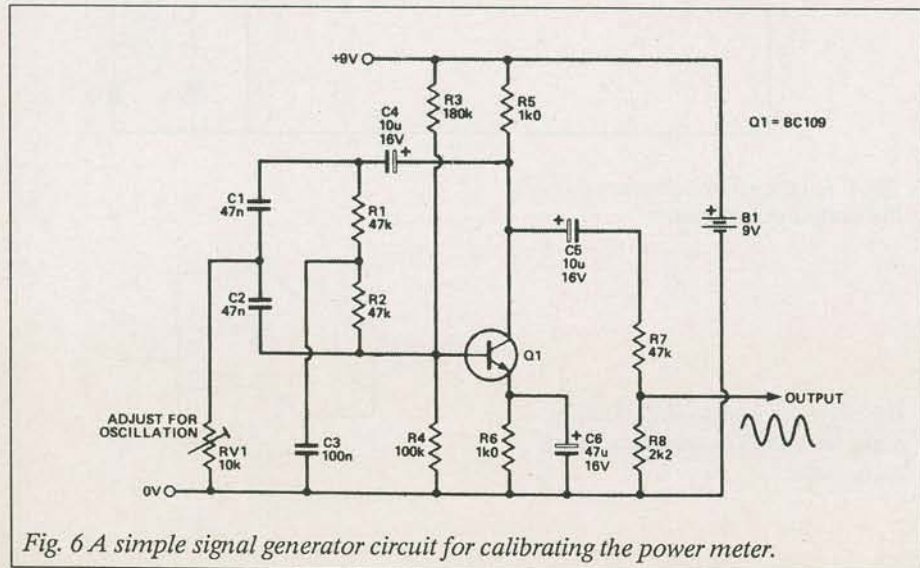 +9V
R3
180k
R5
1k0
Q1 = BC109
C4
10u
16V
+
C1
47n
R1
47k
+
B1
9V
+
C5
10u
16V
C2
47n
R2
47k
Q1
R7
47k
OUTPUT
ADJUST FOR
OSCILLATION
RV1
10k
C3
100n
R4
100k
R6
1k0
+
C6
47u
16V
R8
2k2
0V
Fig. 6 A simple signal generator circuit for calibrating the power meter.